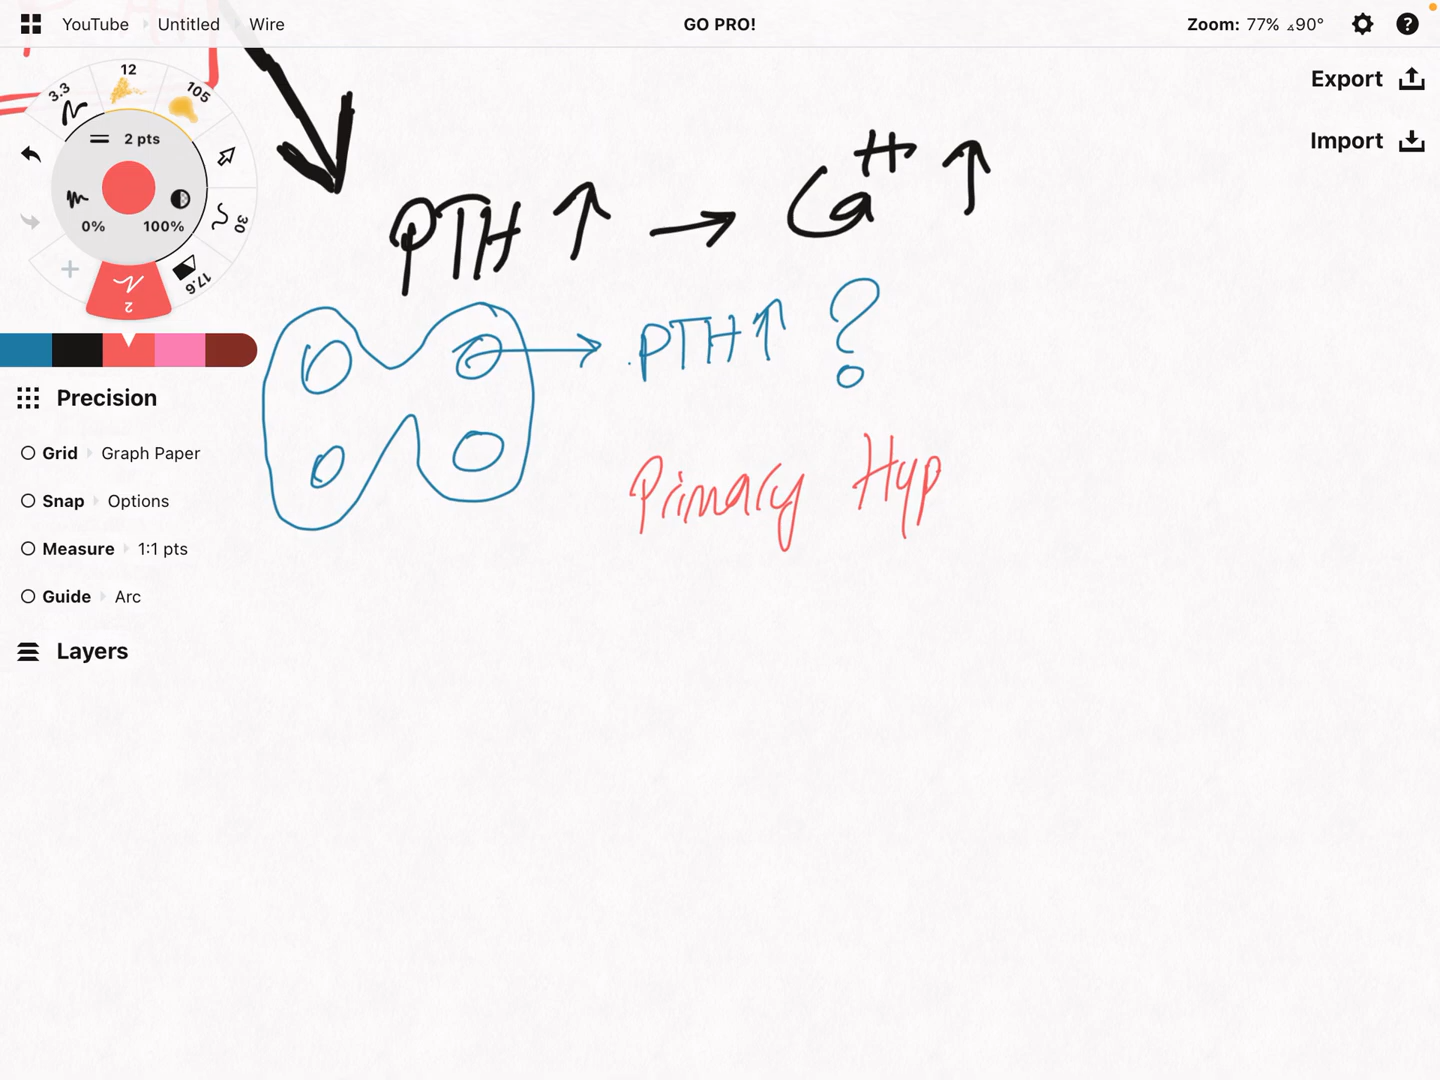 YouTube Untitled Wire
GO PRO!
Zoom: 77% ⦟90°
Export
Import
12
3.3
105
2 pts
0%
100%
30
17.6
2
PTH ↑ → Ca++ ↑
PTH ↑ ?
Primary Hyp
Precision
Grid Graph Paper
Snap Options
Measure 1:1 pts
Guide Arc
Layers